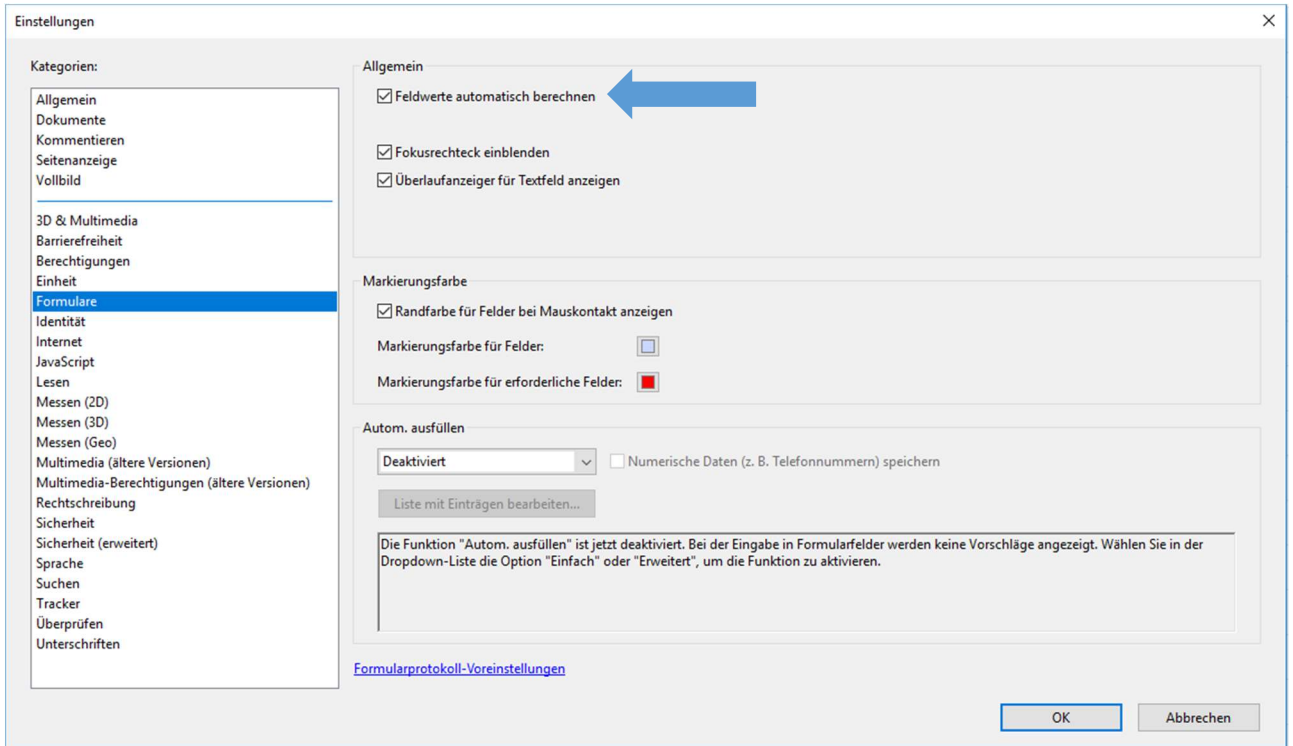 Einstellungen
Kategorien:
Allgemein
Dokumente
Kommentieren
Seitenanzeige
Vollbild
3D & Multimedia
Barrierefreiheit
Berechtigungen
Einheit
Formulare
Identität
Internet
JavaScript
Lesen
Messen (2D)
Messen (3D)
Messen (Geo)
Multimedia (ältere Versionen)
Multimedia-Berechtigungen (ältere Versionen)
Rechtschreibung
Sicherheit
Sicherheit (erweitert)
Sprache
Suchen
Tracker
Überprüfen
Unterschriften
Allgemein
Feldwerte automatisch berechnen
Fokusrechteck einblenden
Überlaufanzeiger für Textfeld anzeigen
Markierungsfarbe
Randfarbe für Felder bei Mauskontakt anzeigen
Markierungsfarbe für Felder:
Markierungsfarbe für erforderliche Felder:
Autom. ausfüllen
Deaktiviert
Numerische Daten (z. B. Telefonnummern) speichern
Liste mit Einträgen bearbeiten...
Die Funktion "Autom. ausfüllen" ist jetzt deaktiviert. Bei der Eingabe in Formularfelder werden keine Vorschläge angezeigt. Wählen Sie in der
Dropdown-Liste die Option "Einfach" oder "Erweitert", um die Funktion zu aktivieren.
Formularprotokoll-Voreinstellungen
OK
Abbrechen